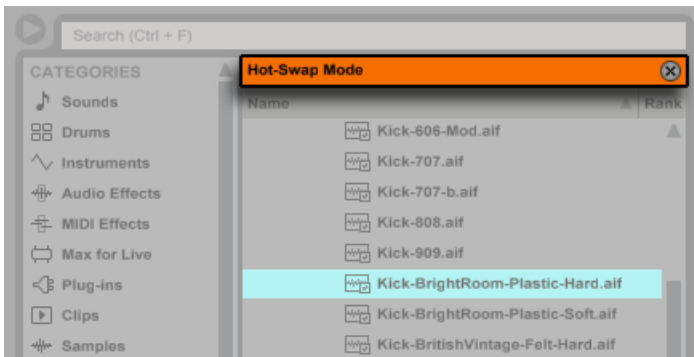 Search (Ctrl + F)
CATEGORIES
Sounds
Drums
Instruments
Audio Effects
MIDI Effects
Max for Live
Plug-ins
Clips
Samples
Hot-Swap Mode
Name Rank
Kick-606-Mod.aif
Kick-707.aif
Kick-707-b.aif
Kick-808.aif
Kick-909.aif
Kick-BrightRoom-Plastic-Hard.aif
Kick-BrightRoom-Plastic-Soft.aif
Kick-BritishVintage-Felt-Hard.aif